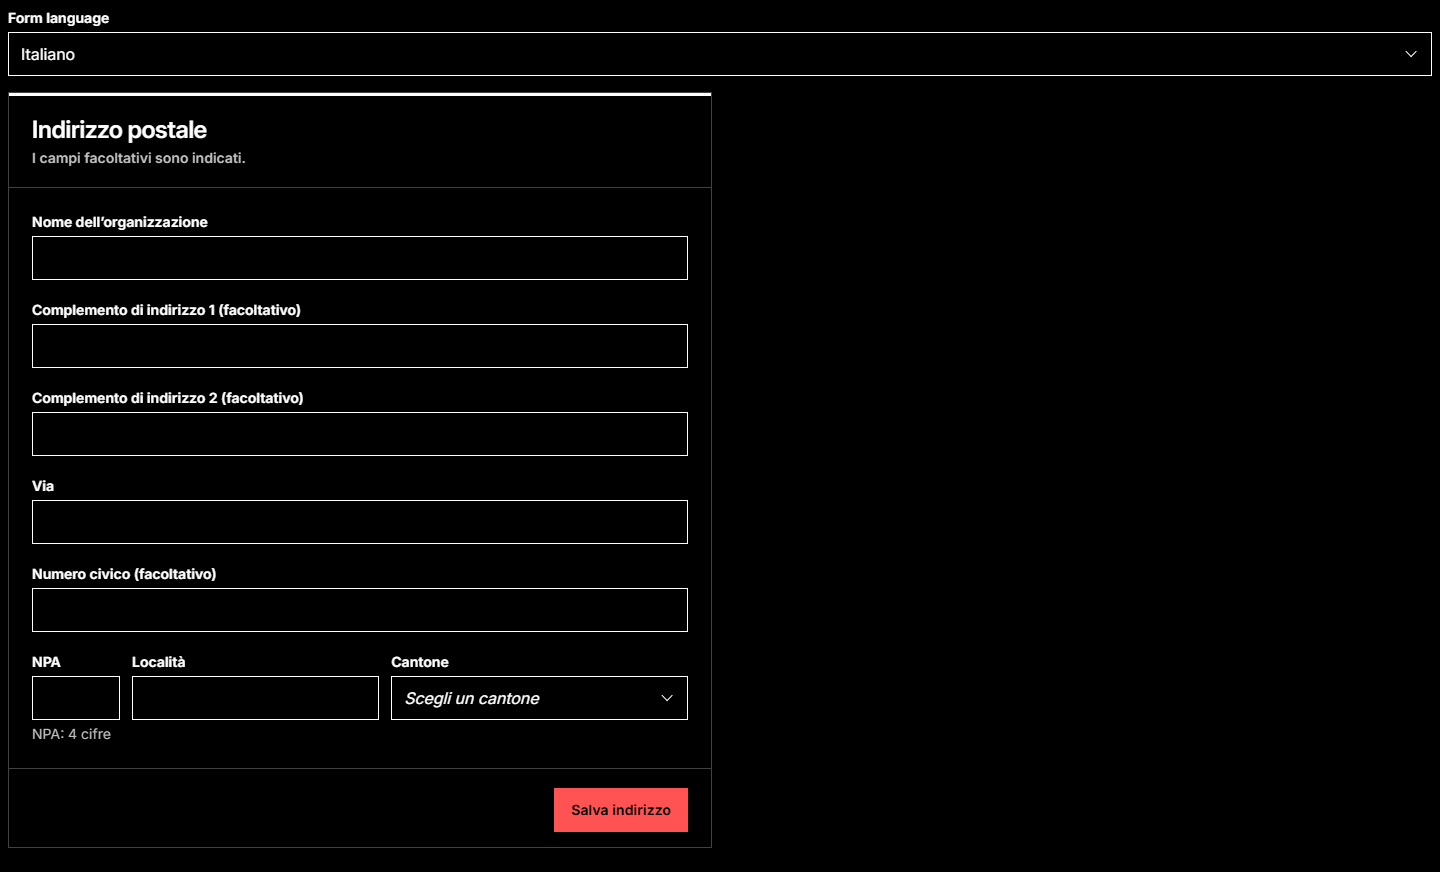 Form language
Italiano
Indirizzo postale
I campi facoltativi sono indicati.
Nome dell’organizzazione
Complemento di indirizzo 1 (facoltativo)
Complemento di indirizzo 2 (facoltativo)
Via
Numero civico (facoltativo)
NPA Località Cantone
Scegli un cantone
NPA: 4 cifre
Salva indirizzo